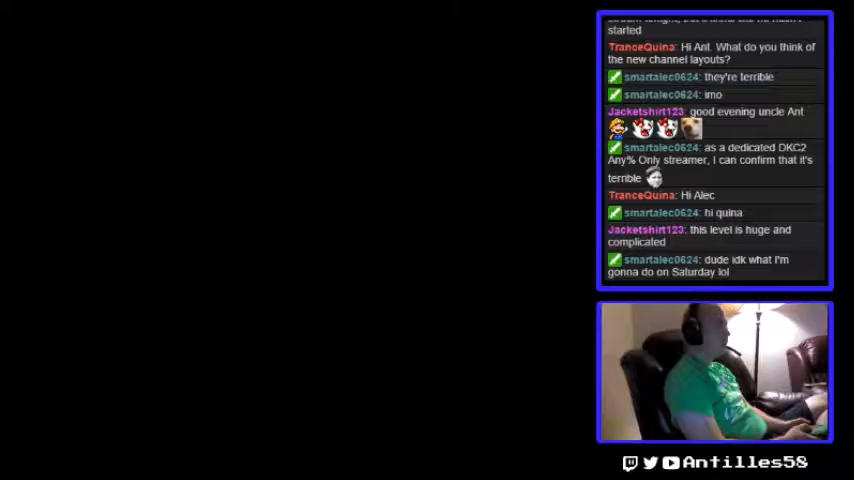 started
TranceQuina: Hi Ant. What do you think of
the new channel layouts?
smartalec0624: they're terrible
smartalec0624: imo
Jacketshirt123: good evening uncle Ant
smartalec0624: as a dedicated DKC2
Any% Only streamer, I can confirm that it's
terrible
TranceQuina: Hi Alec
smartalec0624: hi quina
Jacketshirt123: this level is huge and
complicated
smartalec0624: dude idk what I'm
gonna do on Saturday lol
Antilles58